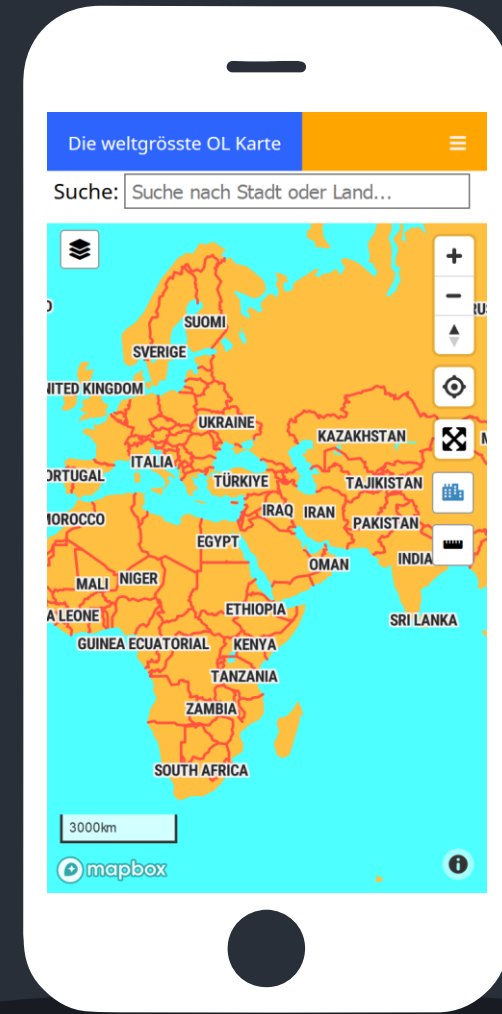 Die weltgrösste OL Karte
Suche: Suche nach Stadt oder Land...
SUOMI
SVERIGE
ITED KINGDOM
UKRAINE
KAZAKHSTAN
ITALIA
ORTUGAL
TÜRKIYE
TAJIKISTAN
IRAQ IRAN
MOROCCO
PAKISTAN
EGYPT
INDIA
OMAN
MALI NIGER
A LEONE
ETHIOPIA
SRI LANKA
GUINEA ECUATORIAL KENYA
TANZANIA
ZAMBIA
SOUTH AFRICA
3000km
mapbox